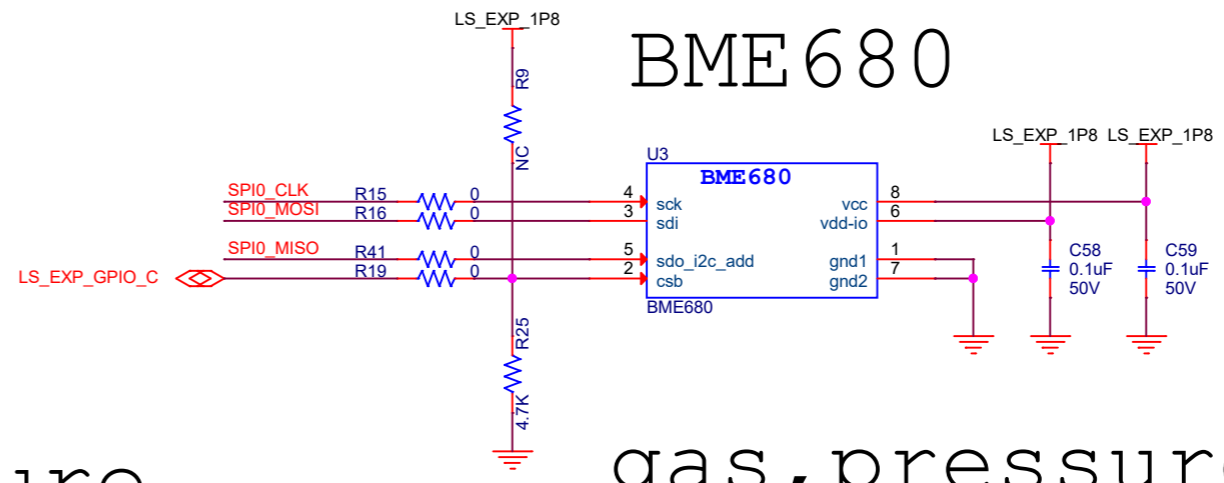 LS_EXP_1P8
BME680
R9
NC
LS_EXP_1P8 LS_EXP_1P8
U3
BME680
SPI0_CLK R15 0 4 sck vcc 8
SPI0_MOSI R16 0 3 sdi vdd-io 6
SPI0_MISO R41 0 5 sdo_i2c_add gnd1 1
LS_EXP_GPIO_C R19 0 2 csb gnd2 7
C58
0.1uF
50V
C59
0.1uF
50V
BME680
R25
4.7K
gas,pressure